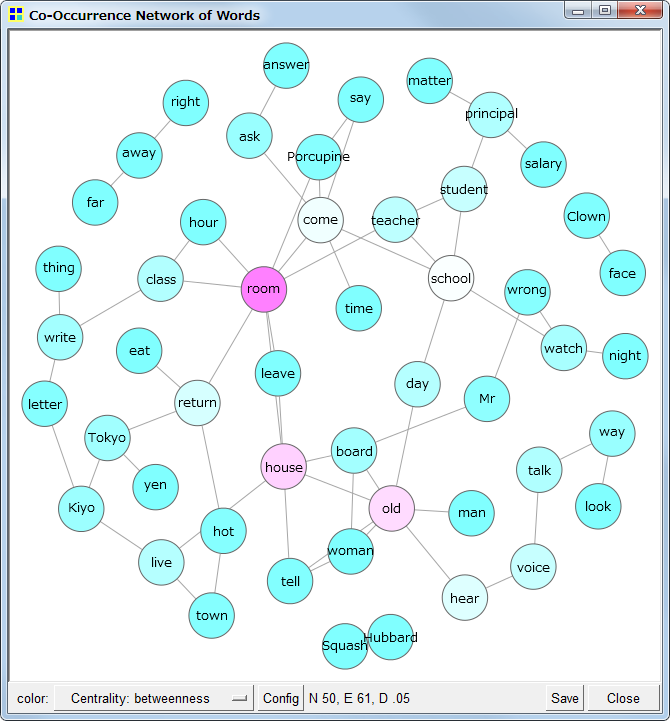 Co-Occurrence Network of Words
answer
say
matter
right
principal
ask
away
Porcupine
salary
student
far
Clown
hour
come
teacher
thing
class
room
school
face
wrong
time
write
eat
watch
night
leave
day
letter
return
Mr
Tokyo
board
way
house
talk
yen
Kiyo
old
man
look
hot
woman
live
voice
tell
hear
town
Squash
Hubbard
color:
Centrality: betweenness
Config
N 50, E 61, D .05
Save
Close